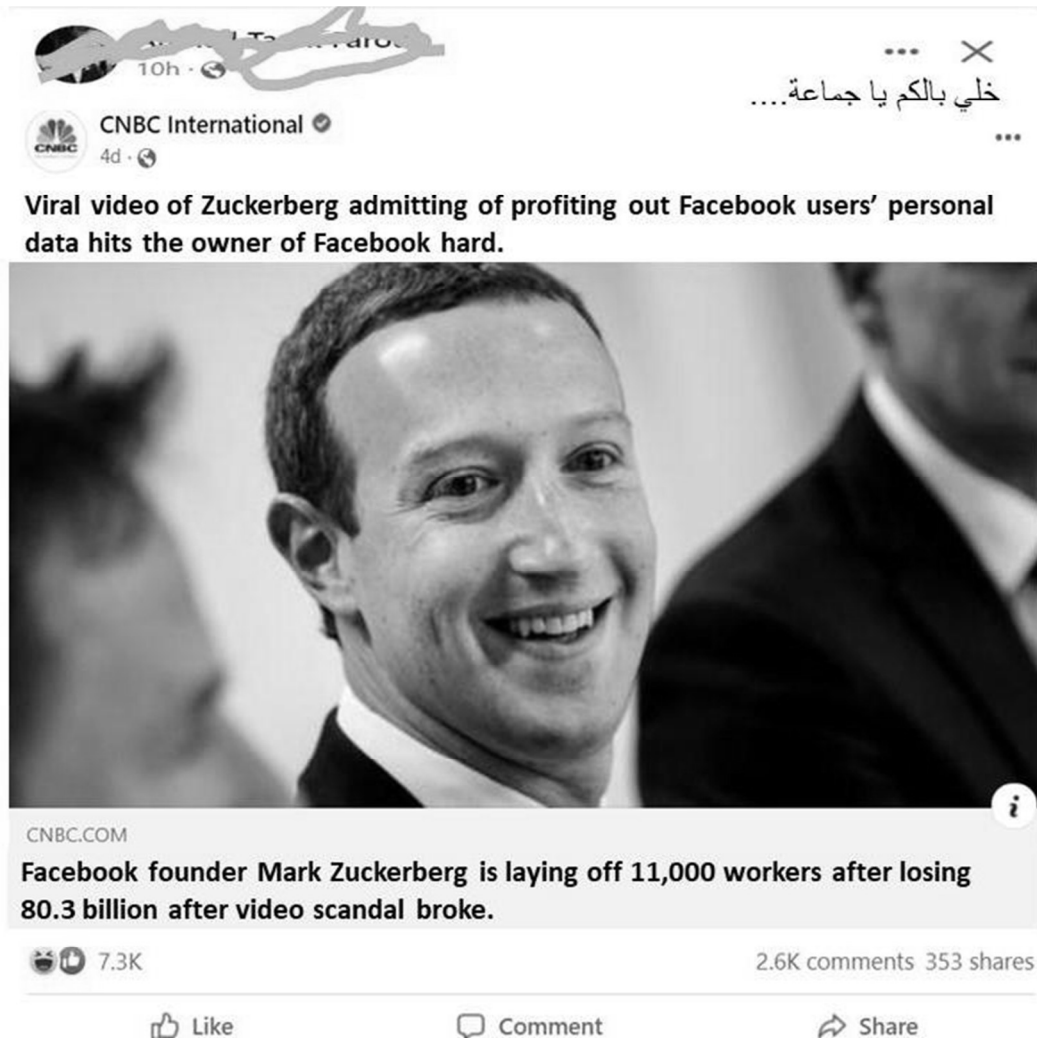 10h
خلي بالكم يا جماعة....
CNBC International
CNBC
4d
Viral video of Zuckerberg admitting of profiting out Facebook users’ personal
data hits the owner of Facebook hard.
CNBC.COM
Facebook founder Mark Zuckerberg is laying off 11,000 workers after losing
80.3 billion after video scandal broke.
7.3K
2.6K comments 353 shares
Like
Comment
Share